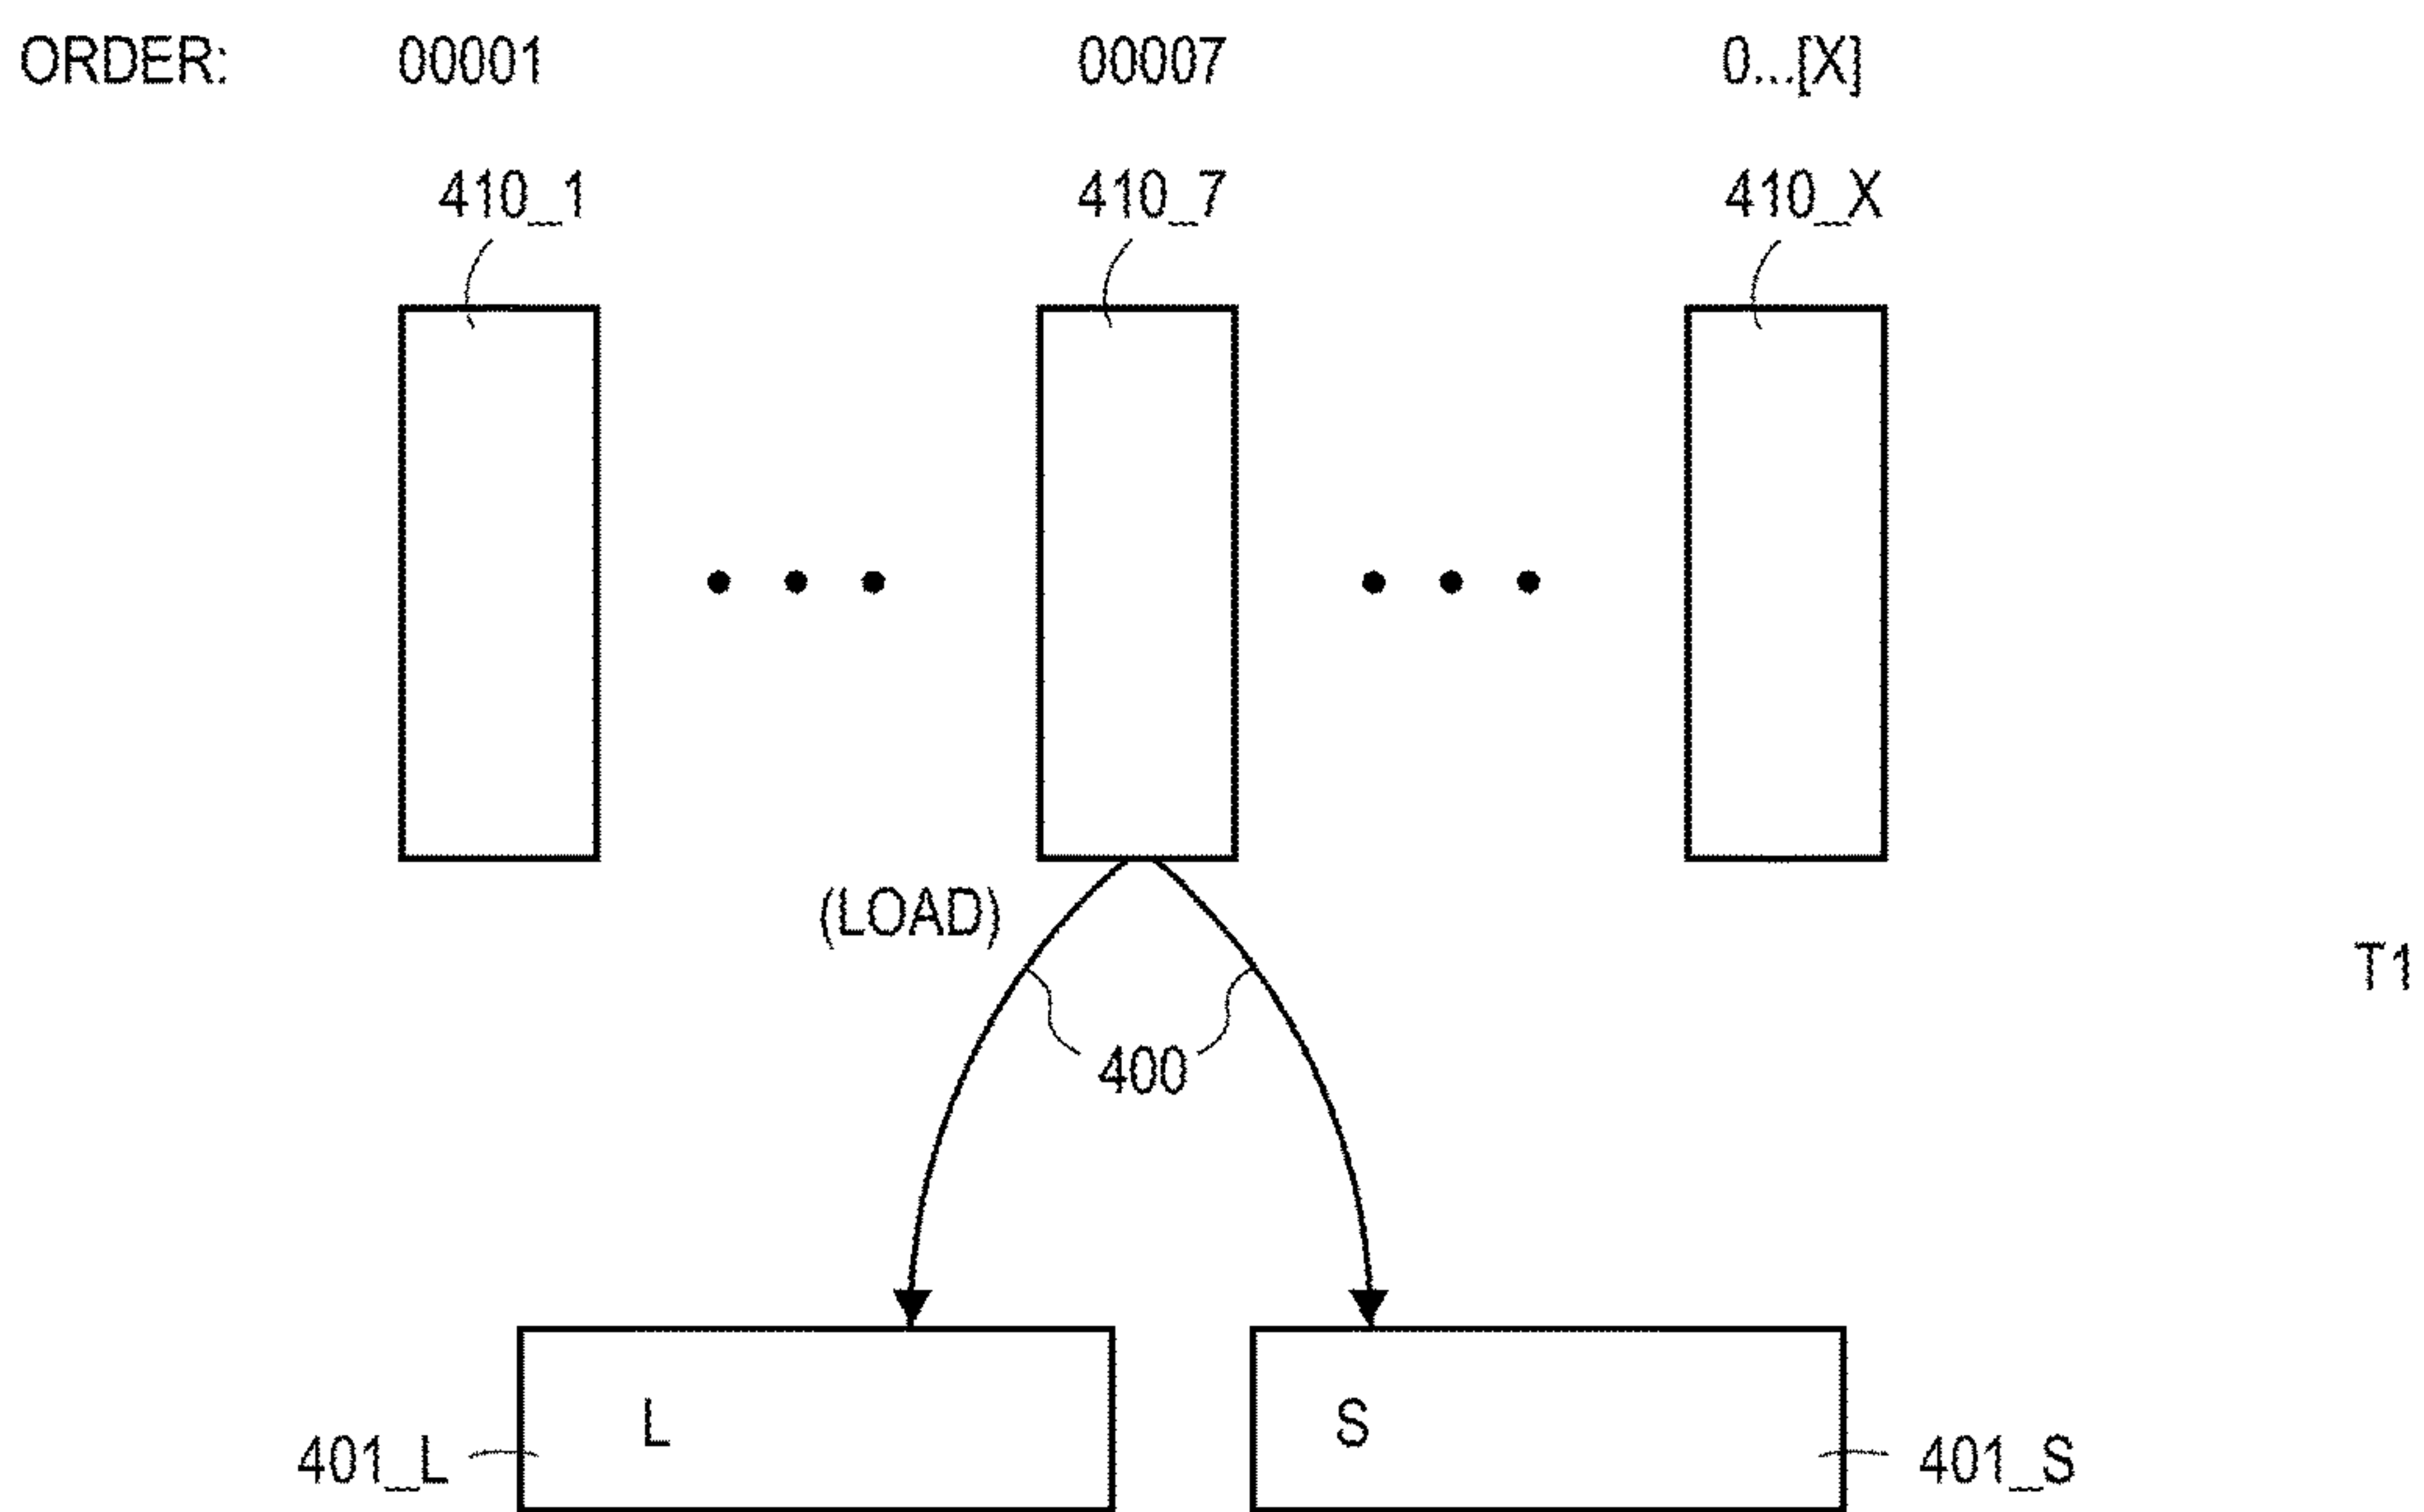 ORDER: 00001 00007 0...[X]
410_1 410_7 410_X
(LOAD)
T1
400
L S
401_L 401_S